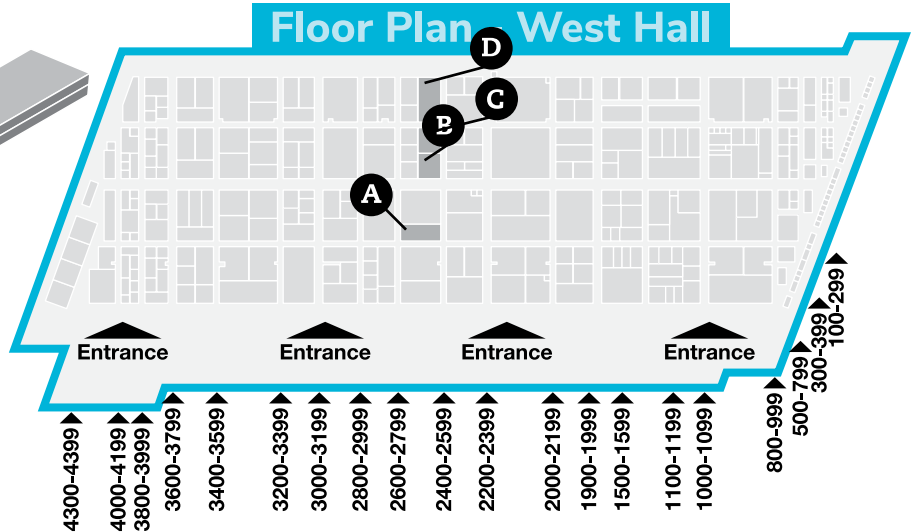 Floor Plan - West Hall
D
C
B
A
Entrance
Entrance
Entrance
Entrance
4300-4399
4000-4199
3800-3999
3600-3799
3400-3599
3200-3399
3000-3199
2800-2999
2600-2799
2400-2599
2200-2399
2000-2199
1900-1999
1500-1599
1100-1199
1000-1099
800-999
500-799
300-399
100-299